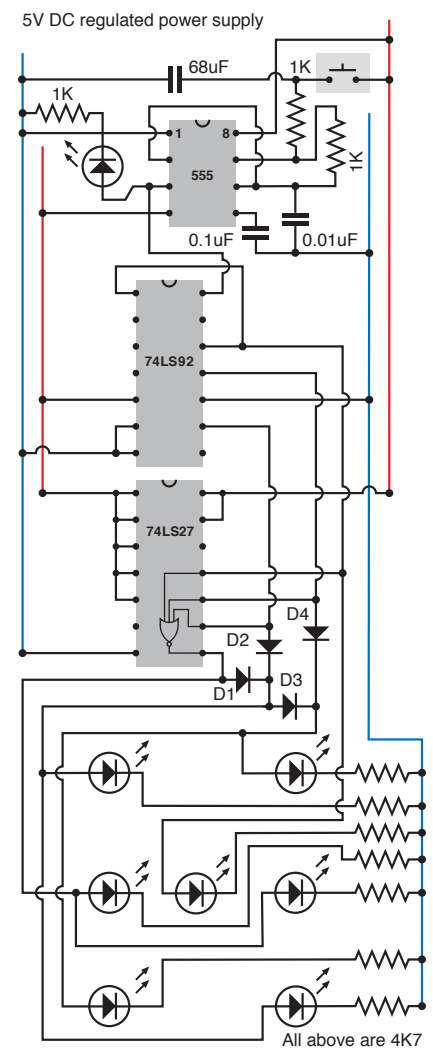 5V DC regulated power supply
68uF
1K
1K
1
8
555
1K
0.1uF
0.01uF
74LS92
74LS27
D4
D2
D3
D1
All above are 4K7